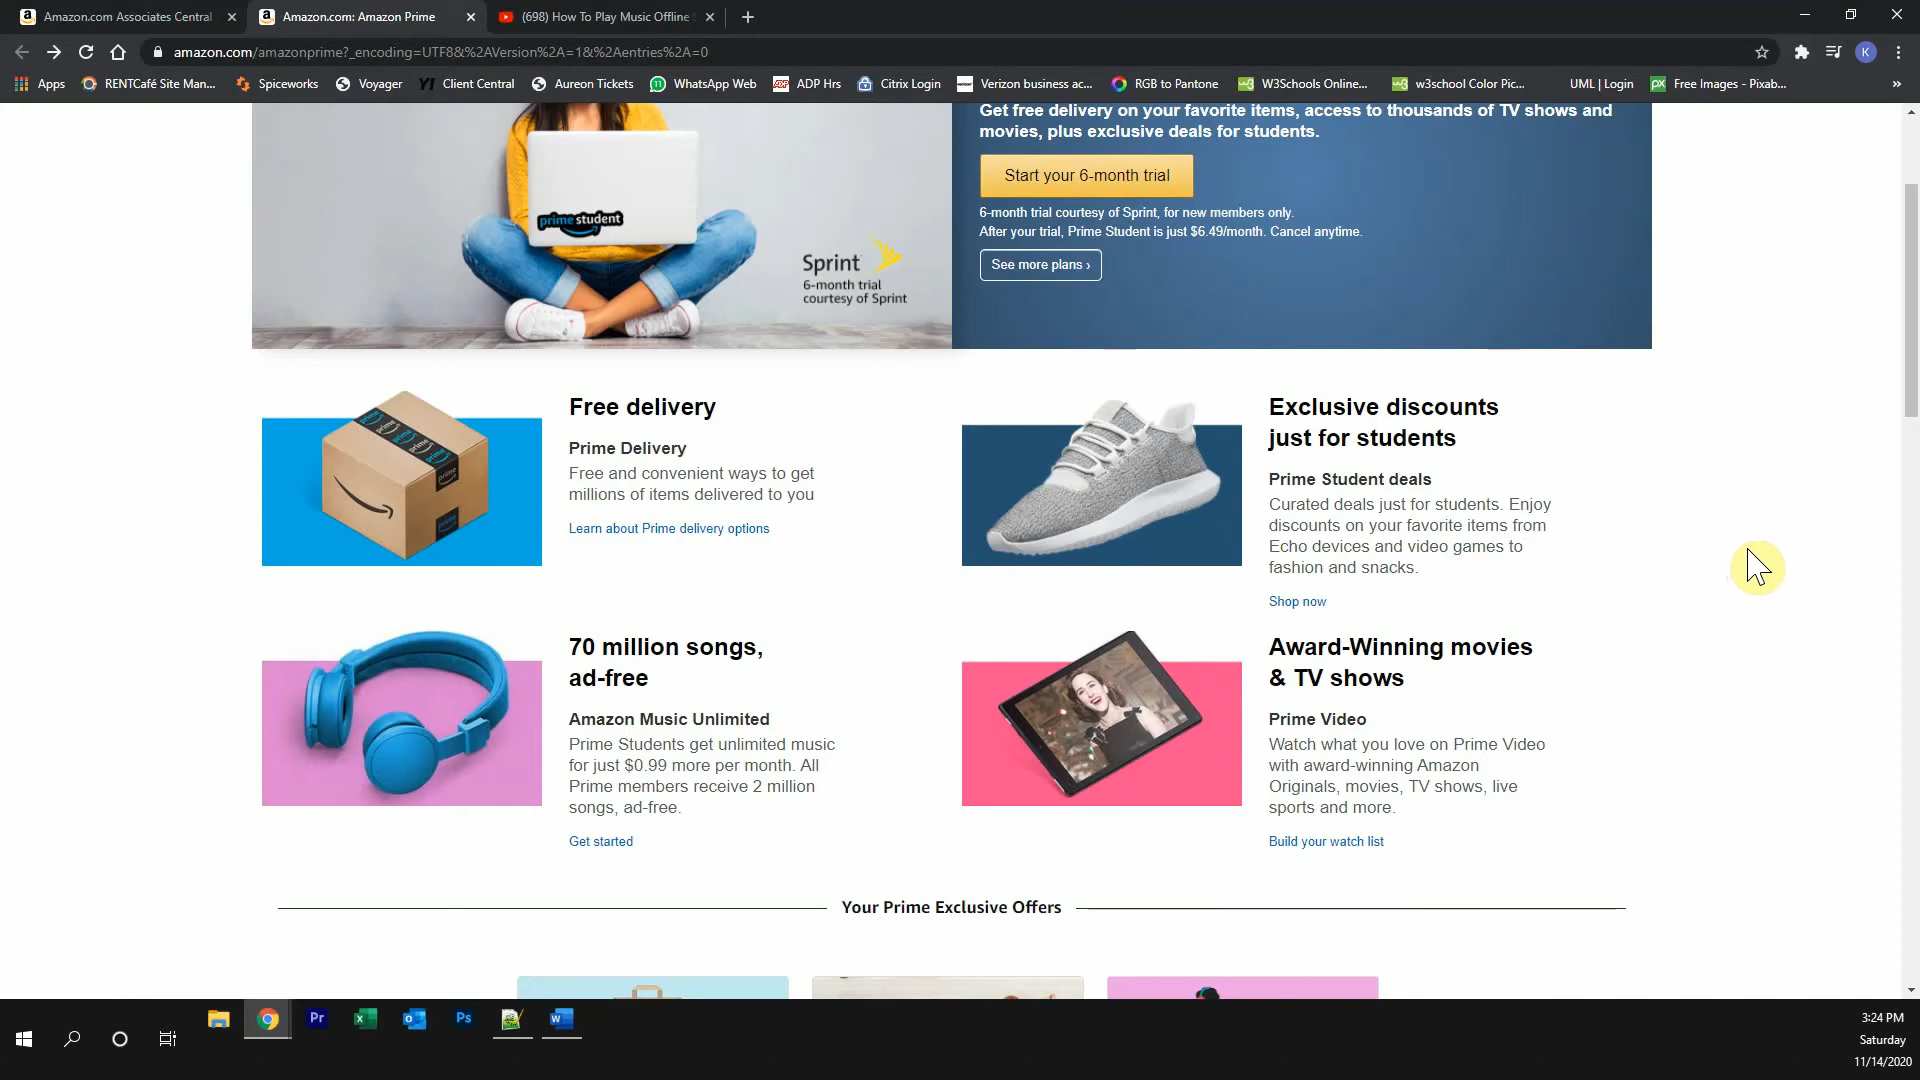 Amazon.com Associates Central
Amazon.com: Amazon Prime
(698) How To Play Music Offline
amazon.com/amazonprime?_encoding=UTF8&%2AVersion%2A=1&%2Aentries%2A=0
K
Apps
RENTCafé Site Man...
Spiceworks
Voyager
Client Central
Aureon Tickets
WhatsApp Web
ADP Hrs
Citrix Login
Verizon business ac...
RGB to Pantone
W3Schools Online...
w3school Color Pic...
UML | Login
Free Images - Pixab...
Get free delivery on your favorite items, access to thousands of TV shows and
movies, plus exclusive deals for students.
Start your 6-month trial
6-month trial courtesy of Sprint, for new members only.
After your trial, Prime Student is just $6.49/month. Cancel anytime.
See more plans ›
prime student
Sprint
6-month trial
courtesy of Sprint
Free delivery
Prime Delivery
Free and convenient ways to get
millions of items delivered to you
Learn about Prime delivery options
Exclusive discounts
just for students
Prime Student deals
Curated deals just for students. Enjoy
discounts on your favorite items from
Echo devices and video games to
fashion and snacks.
Shop now
70 million songs,
ad-free
Amazon Music Unlimited
Prime Students get unlimited music
for just $0.99 more per month. All
Prime members receive 2 million
songs, ad-free.
Get started
Award-Winning movies
& TV shows
Prime Video
Watch what you love on Prime Video
with award-winning Amazon
Originals, movies, TV shows, live
sports and more.
Build your watch list
Your Prime Exclusive Offers
Pr
Ps
3:24 PM
Saturday
11/14/2020